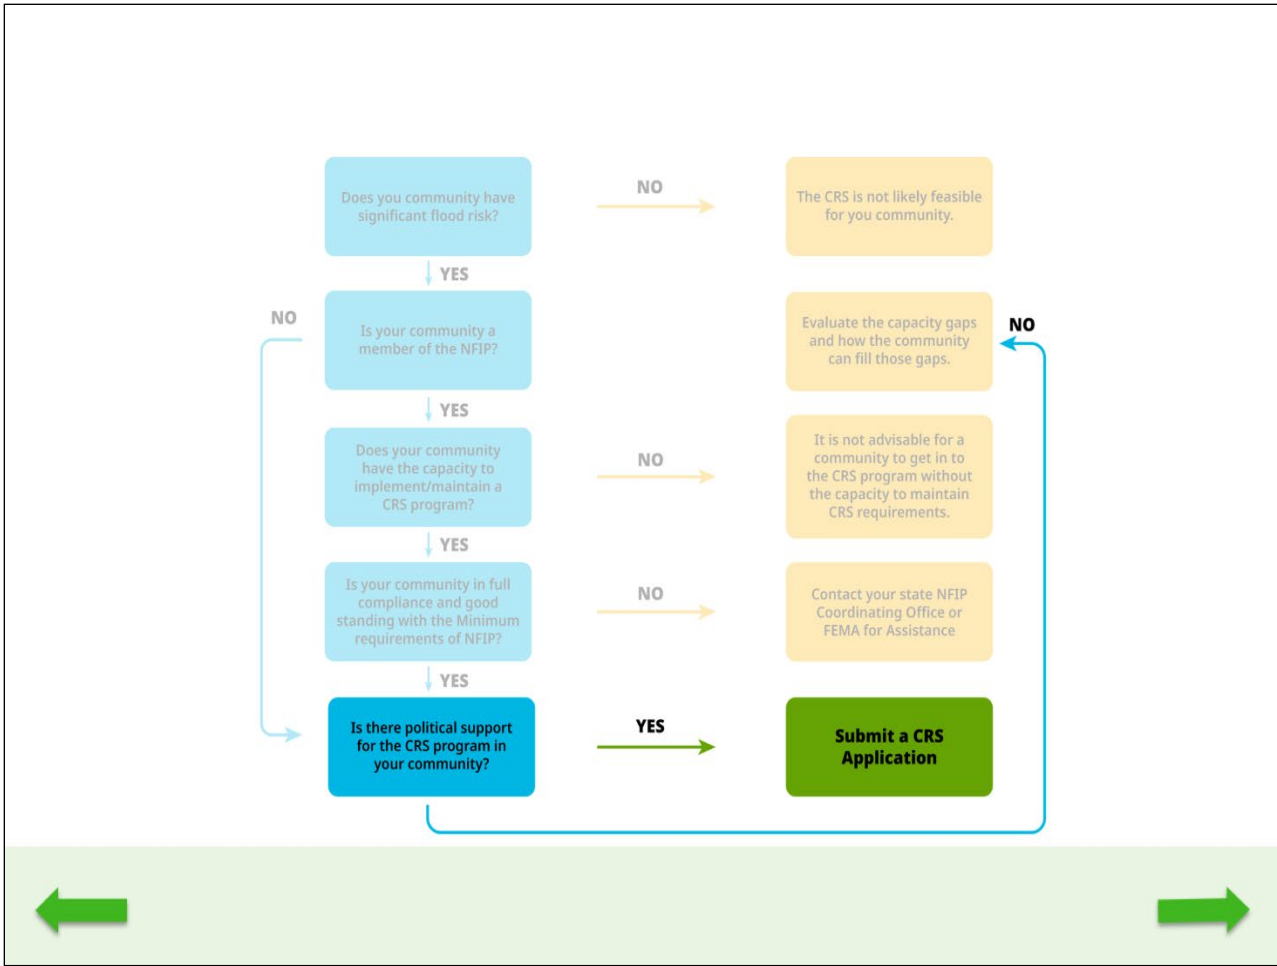 Does you community have
significant flood risk?
NO
The CRS is not likely feasible
for you community.
YES
NO
Is your community a
member of the NFIP?
Evaluate the capacity gaps
and how the community
can fill those gaps.
NO
YES
Does your community
have the capacity to
implement/maintain a
CRS program?
NO
It is not advisable for a
community to get in to
the CRS program without
the capacity to maintain
CRS requirements.
YES
Is your community in full
compliance and good
standing with the Minimum
requirements of NFIP?
NO
Contact your state NFIP
Coordinating Office or
FEMA for Assistance
YES
Is there political support
for the CRS program in
your community?
YES
Submit a CRS
Application